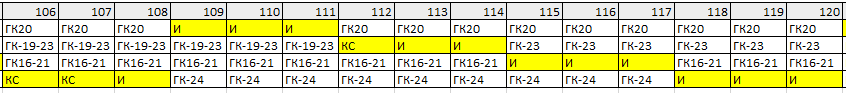 106 107 108 109 110 111 112 113 114 115 116 117 118 119 120
ГК20 ГК20 ГК20 И И И ГК20 ГК20 ГК20 ГК20 ГК20 ГК20 ГК20 ГК20 ГК20
ГК-19-23 ГК-19-23 ГК-19-23 ГК-19-23 ГК-19-23 ГК-19-23 КС И И ГК-23 ГК-23 ГК-23 ГК-23 ГК-23 ГК-23
ГК16-21 ГК16-21 ГК16-21 ГК16-21 ГК16-21 ГК16-21 ГК16-21 ГК16-21 ГК16-21 И И И ГК16-21 ГК16-21 ГК16-21
КС КС И ГК-24 ГК-24 ГК-24 ГК-24 ГК-24 ГК-24 ГК-24 ГК-24 ГК-24 И И И